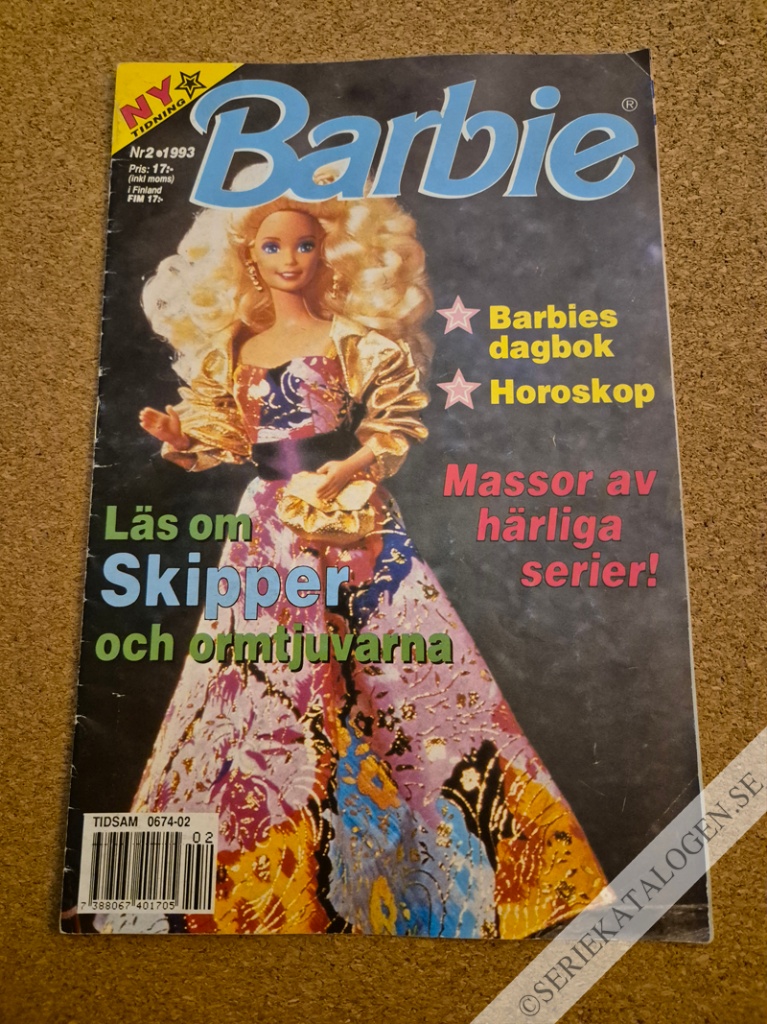 NY
TIDNING
Barbie®
Nr2•1993
Pris: 17:-
(inkl moms)
i Finland
FIM 17:-
Barbies
dagbok
Horoskop
Massor av
härliga
serier!
Läs om
Skipper
och ormtjuvarna
TIDSAM 0674-02
02
7 388067 401705
©SERIEKATALOGEN.SE